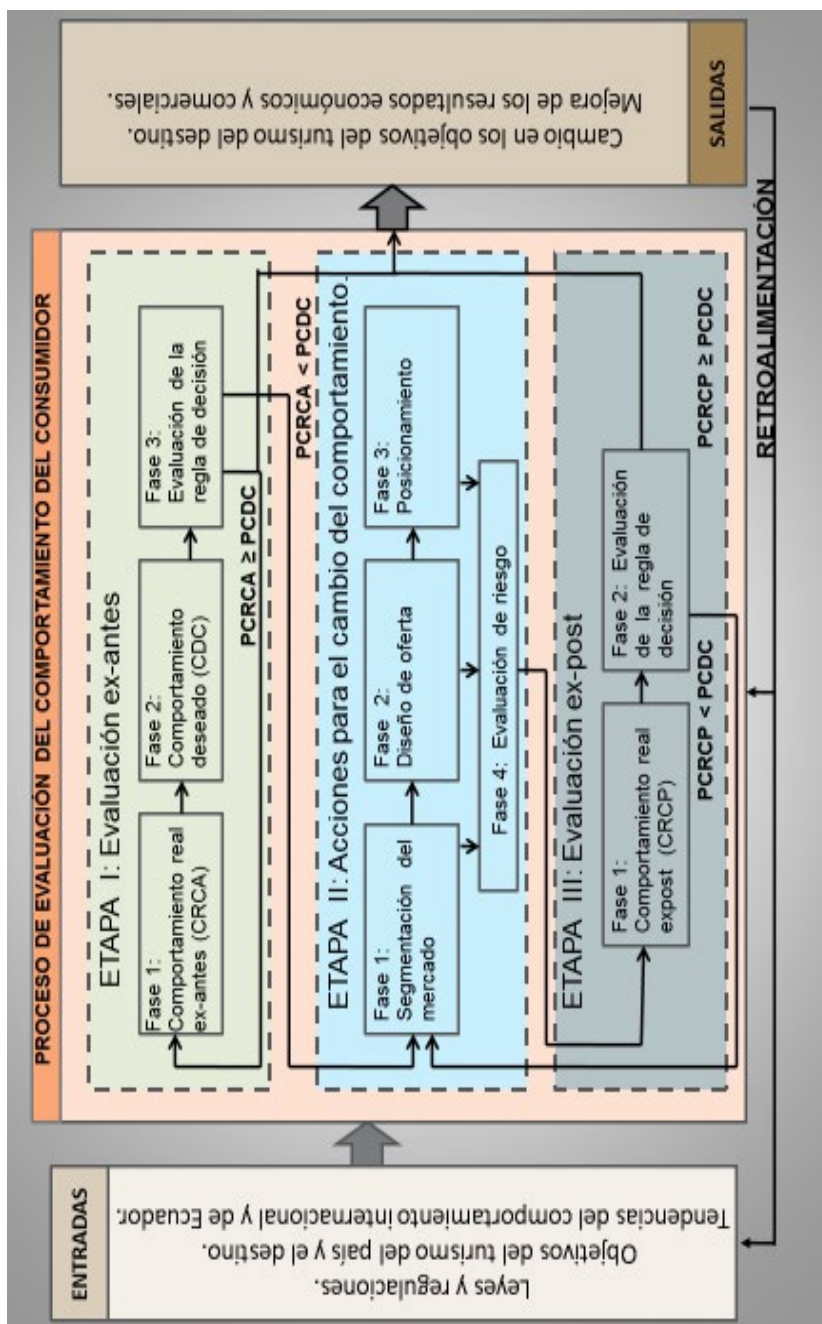 PROCESO DE EVALUACIÓN DEL COMPORTAMIENTO DEL CONSUMIDOR
ENTRADAS
Leyes y regulaciones.
Objetivos del turismo del país y el destino.
Tendencias del comportamiento internacional y de Ecuador.
ETAPA I: Evaluación ex-antes
Fase 1:
Comportamiento real
ex-antes (CRCA)
Fase 2:
Comportamiento
deseado (CDC)
Fase 3:
Evaluación de la
regla de decisión
PCRCA ≥ PCDC
PCRCA < PCDC
ETAPA II: Acciones para el cambio del comportamiento.
Fase 1:
Segmentación del
mercado
Fase 2:
Diseño de oferta
Fase 3:
Posicionamiento
Fase 4: Evaluación de riesgo
ETAPA III: Evaluación ex-post
Fase 1:
Comportamiento real
expost (CRCP)
Fase 2: Evaluación
de la regla de
decisión
PCRCP < PCDC
PCRCP ≥ PCDC
Cambio en los objetivos del turismo del destino.
Mejora de los resultados económicos y comerciales.
SALIDAS
RETROALIMENTACIÓN